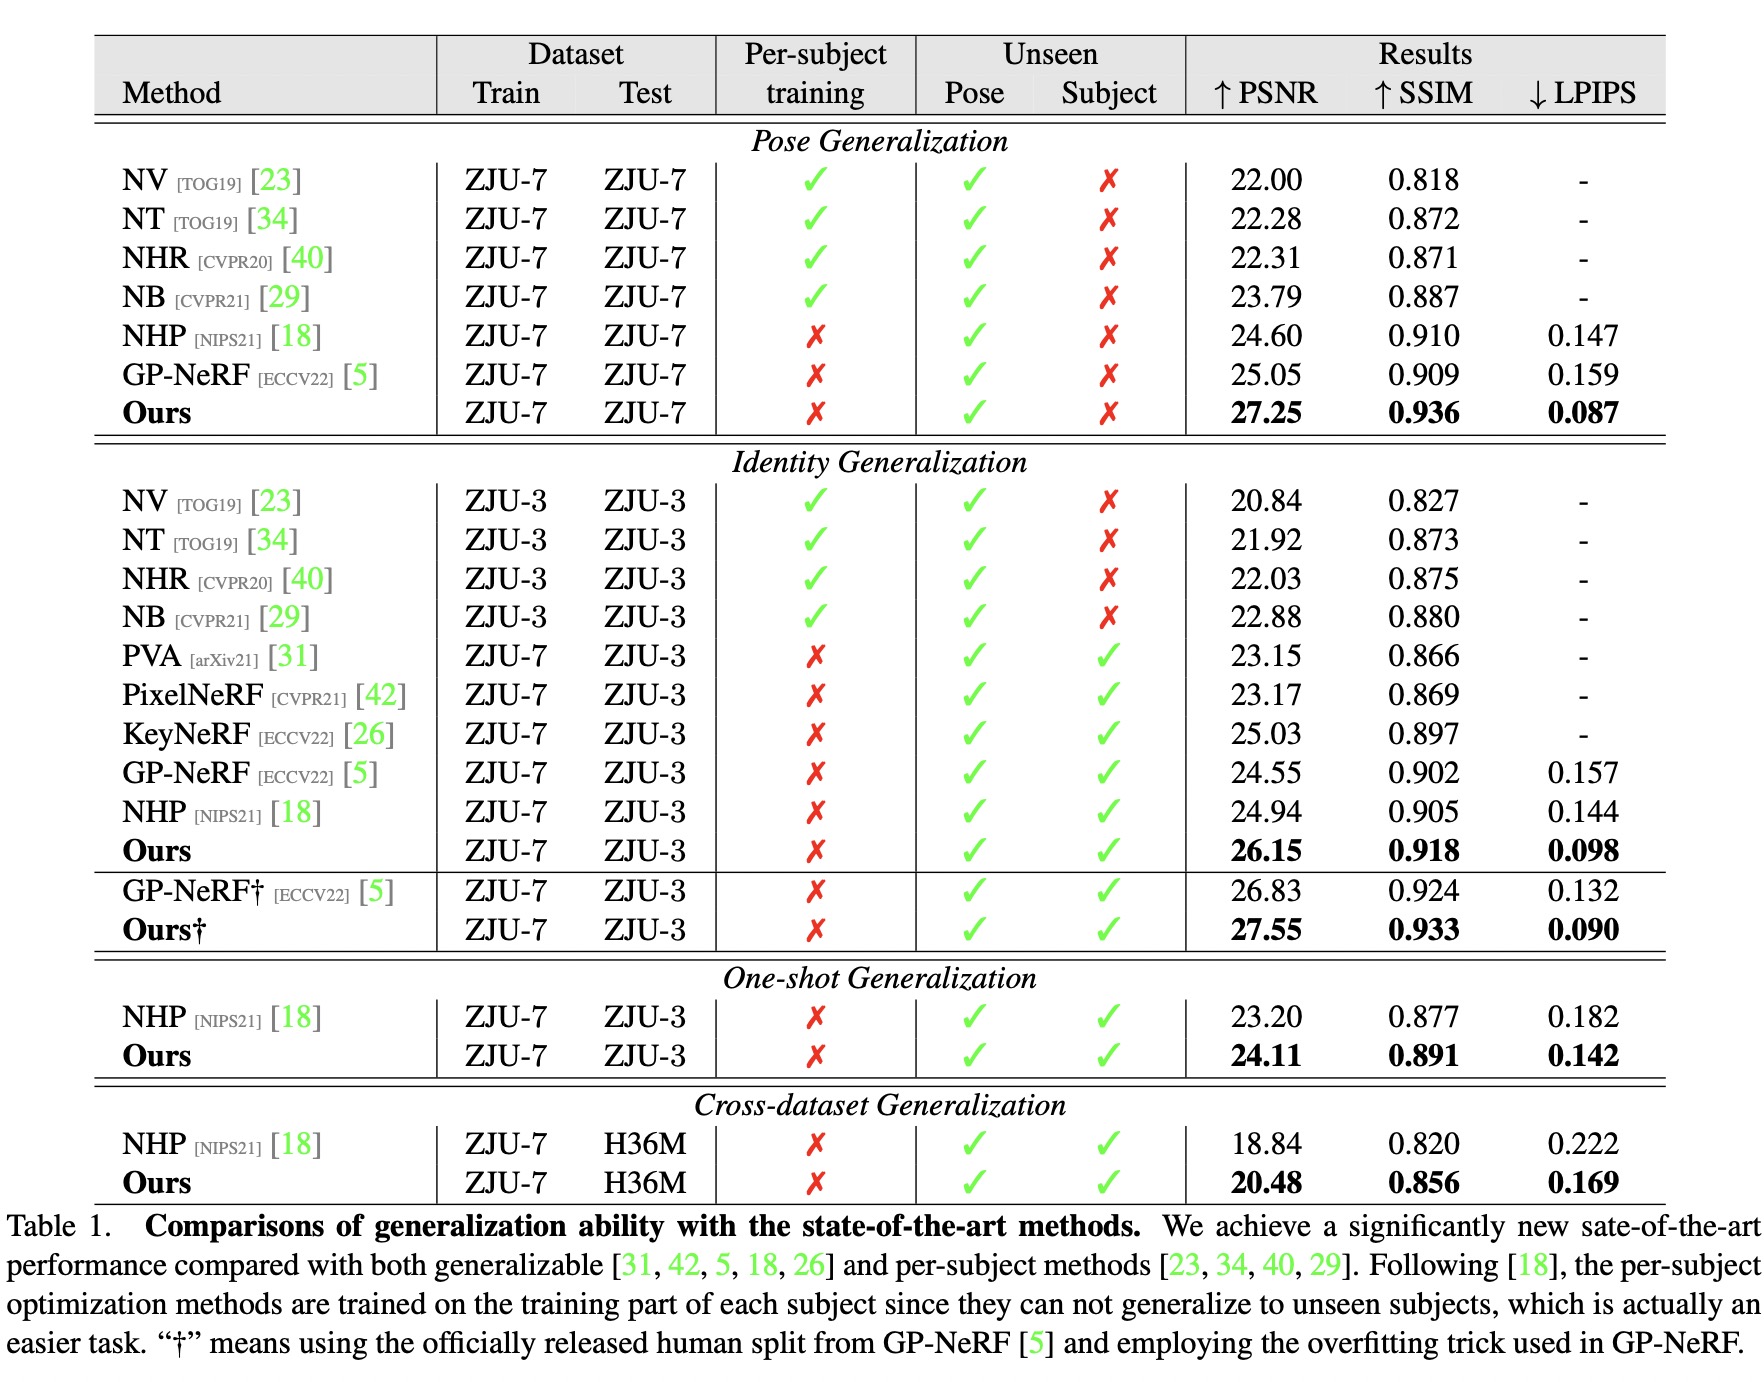 Dataset Per-subject Unseen Results
Method Train Test training Pose Subject ↑ PSNR ↑ SSIM ↓ LPIPS
Pose Generalization
NV [TOG19] [23] ZJU-7 ZJU-7 ✓ ✓ ✗ 22.00 0.818 -
NT [TOG19] [34] ZJU-7 ZJU-7 ✓ ✓ ✗ 22.28 0.872 -
NHR [CVPR20] [40] ZJU-7 ZJU-7 ✓ ✓ ✗ 22.31 0.871 -
NB [CVPR21] [29] ZJU-7 ZJU-7 ✓ ✓ ✗ 23.79 0.887 -
NHP [NIPS21] [18] ZJU-7 ZJU-7 ✗ ✓ ✗ 24.60 0.910 0.147
GP-NeRF [ECCV22] [5] ZJU-7 ZJU-7 ✗ ✓ ✗ 25.05 0.909 0.159
Ours ZJU-7 ZJU-7 ✗ ✓ ✗ 27.25 0.936 0.087
Identity Generalization
NV [TOG19] [23] ZJU-3 ZJU-3 ✓ ✓ ✗ 20.84 0.827 -
NT [TOG19] [34] ZJU-3 ZJU-3 ✓ ✓ ✗ 21.92 0.873 -
NHR [CVPR20] [40] ZJU-3 ZJU-3 ✓ ✓ ✗ 22.03 0.875 -
NB [CVPR21] [29] ZJU-3 ZJU-3 ✓ ✓ ✗ 22.88 0.880 -
PVA [arXiv21] [31] ZJU-7 ZJU-3 ✗ ✓ ✓ 23.15 0.866 -
PixelNeRF [CVPR21] [42] ZJU-7 ZJU-3 ✗ ✓ ✓ 23.17 0.869 -
KeyNeRF [ECCV22] [26] ZJU-7 ZJU-3 ✗ ✓ ✓ 25.03 0.897 -
GP-NeRF [ECCV22] [5] ZJU-7 ZJU-3 ✗ ✓ ✓ 24.55 0.902 0.157
NHP [NIPS21] [18] ZJU-7 ZJU-3 ✗ ✓ ✓ 24.94 0.905 0.144
Ours ZJU-7 ZJU-3 ✗ ✓ ✓ 26.15 0.918 0.098
GP-NeRF† [ECCV22] [5] ZJU-7 ZJU-3 ✗ ✓ ✓ 26.83 0.924 0.132
Ours† ZJU-7 ZJU-3 ✗ ✓ ✓ 27.55 0.933 0.090
One-shot Generalization
NHP [NIPS21] [18] ZJU-7 ZJU-3 ✗ ✓ ✓ 23.20 0.877 0.182
Ours ZJU-7 ZJU-3 ✗ ✓ ✓ 24.11 0.891 0.142
Cross-dataset Generalization
NHP [NIPS21] [18] ZJU-7 H36M ✗ ✓ ✓ 18.84 0.820 0.222
Ours ZJU-7 H36M ✗ ✓ ✓ 20.48 0.856 0.169
Table 1. Comparisons of generalization ability with the state-of-the-art methods. We achieve a significantly new sate-of-the-art
performance compared with both generalizable [31, 42, 5, 18, 26] and per-subject methods [23, 34, 40, 29]. Following [18], the per-subject
optimization methods are trained on the training part of each subject since they can not generalize to unseen subjects, which is actually an
easier task. “†” means using the officially released human split from GP-NeRF [5] and employing the overfitting trick used in GP-NeRF.